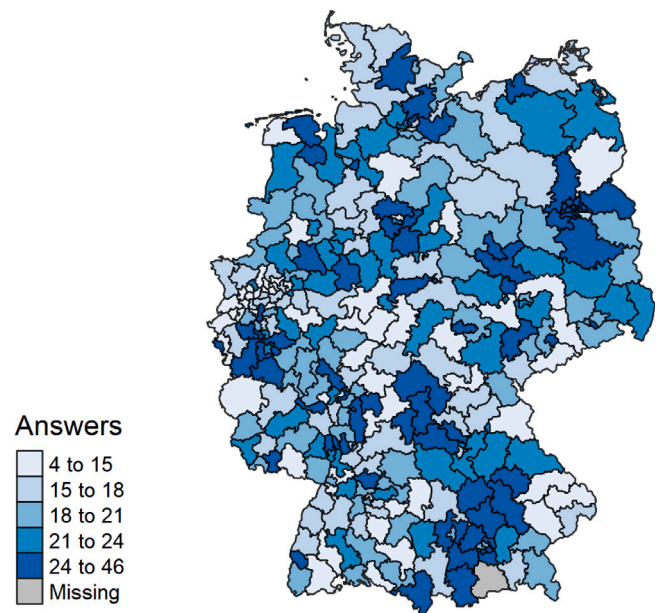 Answers
4 to 15
15 to 18
18 to 21
21 to 24
24 to 46
Missing